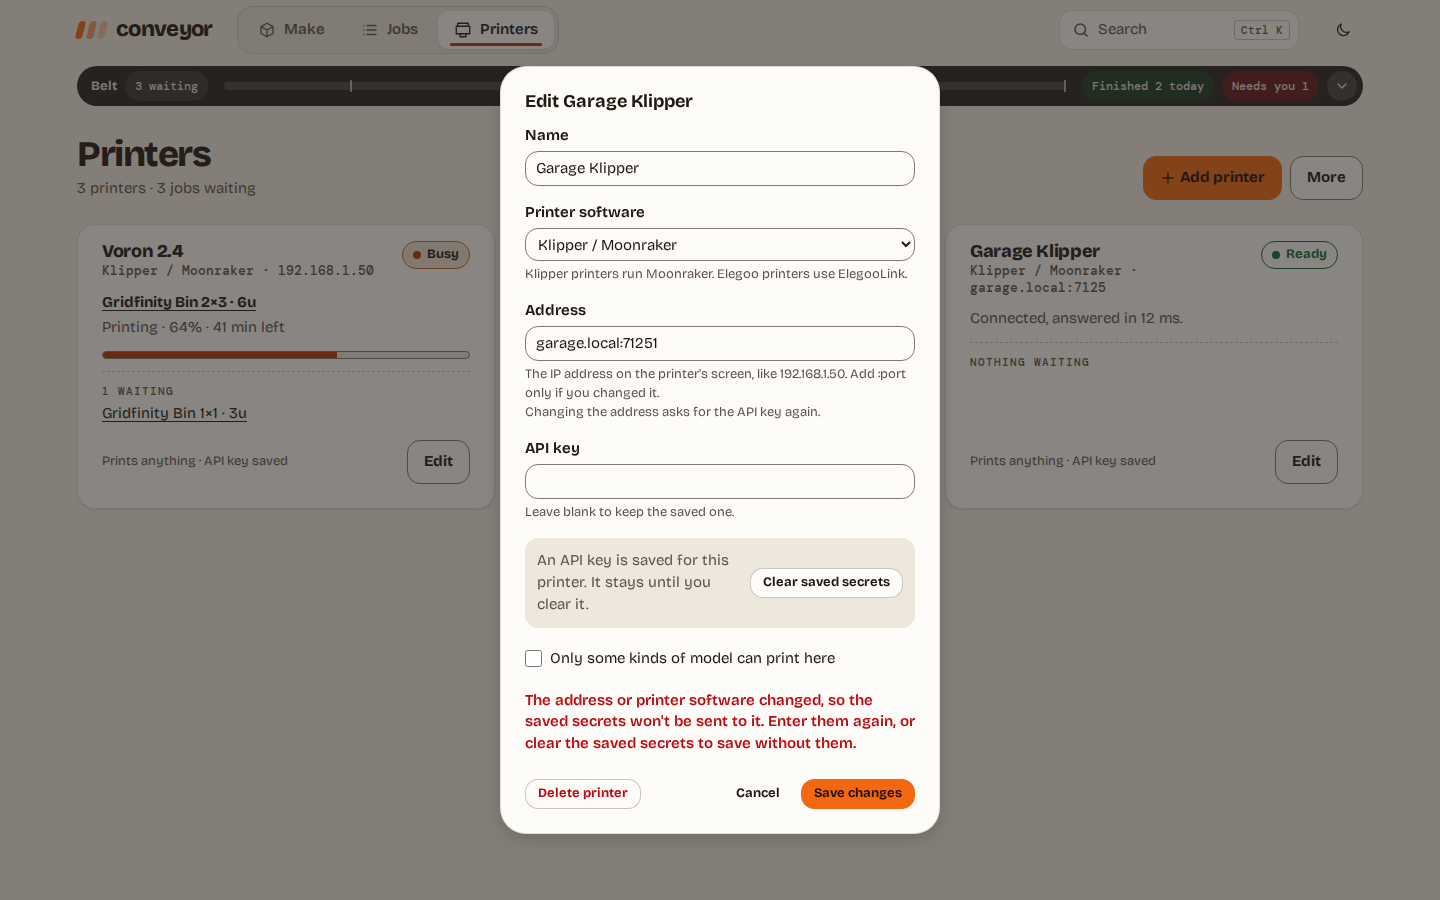 conveyor
Make
Jobs
Printers
Search
Ctrl K
Belt
3 waiting
Finished 2 today
Needs you 1
Printers
3 printers · 3 jobs waiting
+ Add printer
More
Voron 2.4
Busy
Klipper / Moonraker · 192.168.1.50
Gridfinity Bin 2×3 · 6u
Printing · 64% · 41 min left
1 WAITING
Gridfinity Bin 1×1 · 3u
Prints anything · API key saved
Edit
Edit Garage Klipper
Name
Garage Klipper
Printer software
Klipper / Moonraker
Klipper printers run Moonraker. Elegoo printers use ElegooLink.
Address
garage.local:71251
The IP address on the printer's screen, like 192.168.1.50. Add :port
only if you changed it.
Changing the address asks for the API key again.
API key
Leave blank to keep the saved one.
An API key is saved for this
printer. It stays until you
clear it.
Clear saved secrets
Only some kinds of model can print here
The address or printer software changed, so the
saved secrets won't be sent to it. Enter them again, or
clear the saved secrets to save without them.
Delete printer
Cancel
Save changes
Garage Klipper
Ready
Klipper / Moonraker ·
garage.local:7125
Connected, answered in 12 ms.
NOTHING WAITING
Prints anything · API key saved
Edit